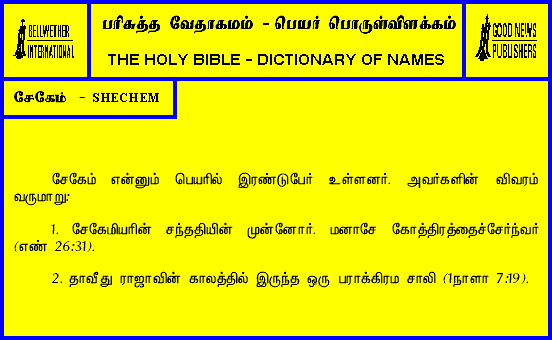 BELLWETHER
INTERNATIONAL
பரிசுத்த வேதாகமம் - பெயர் பொருள்விளக்கம்
THE HOLY BIBLE - DICTIONARY OF NAMES
GOOD NEWS
PUBLISHERS
சேகேம் - SHECHEM
சேகேம் என்னும் பெயரில் இரண்டுபேர் உள்ளனர். அவர்களின் விவரம்
வருமாறு:
1. சேகேமியரின் சந்ததியின் முன்னோர். மனாசே கோத்திரத்தைச்சேர்ந்வர்
(எண் 26:31).
2. தாவீது ராஜாவின் காலத்தில் இருந்த ஒரு பராக்கிரம சாலி (1நாளா 7:19).